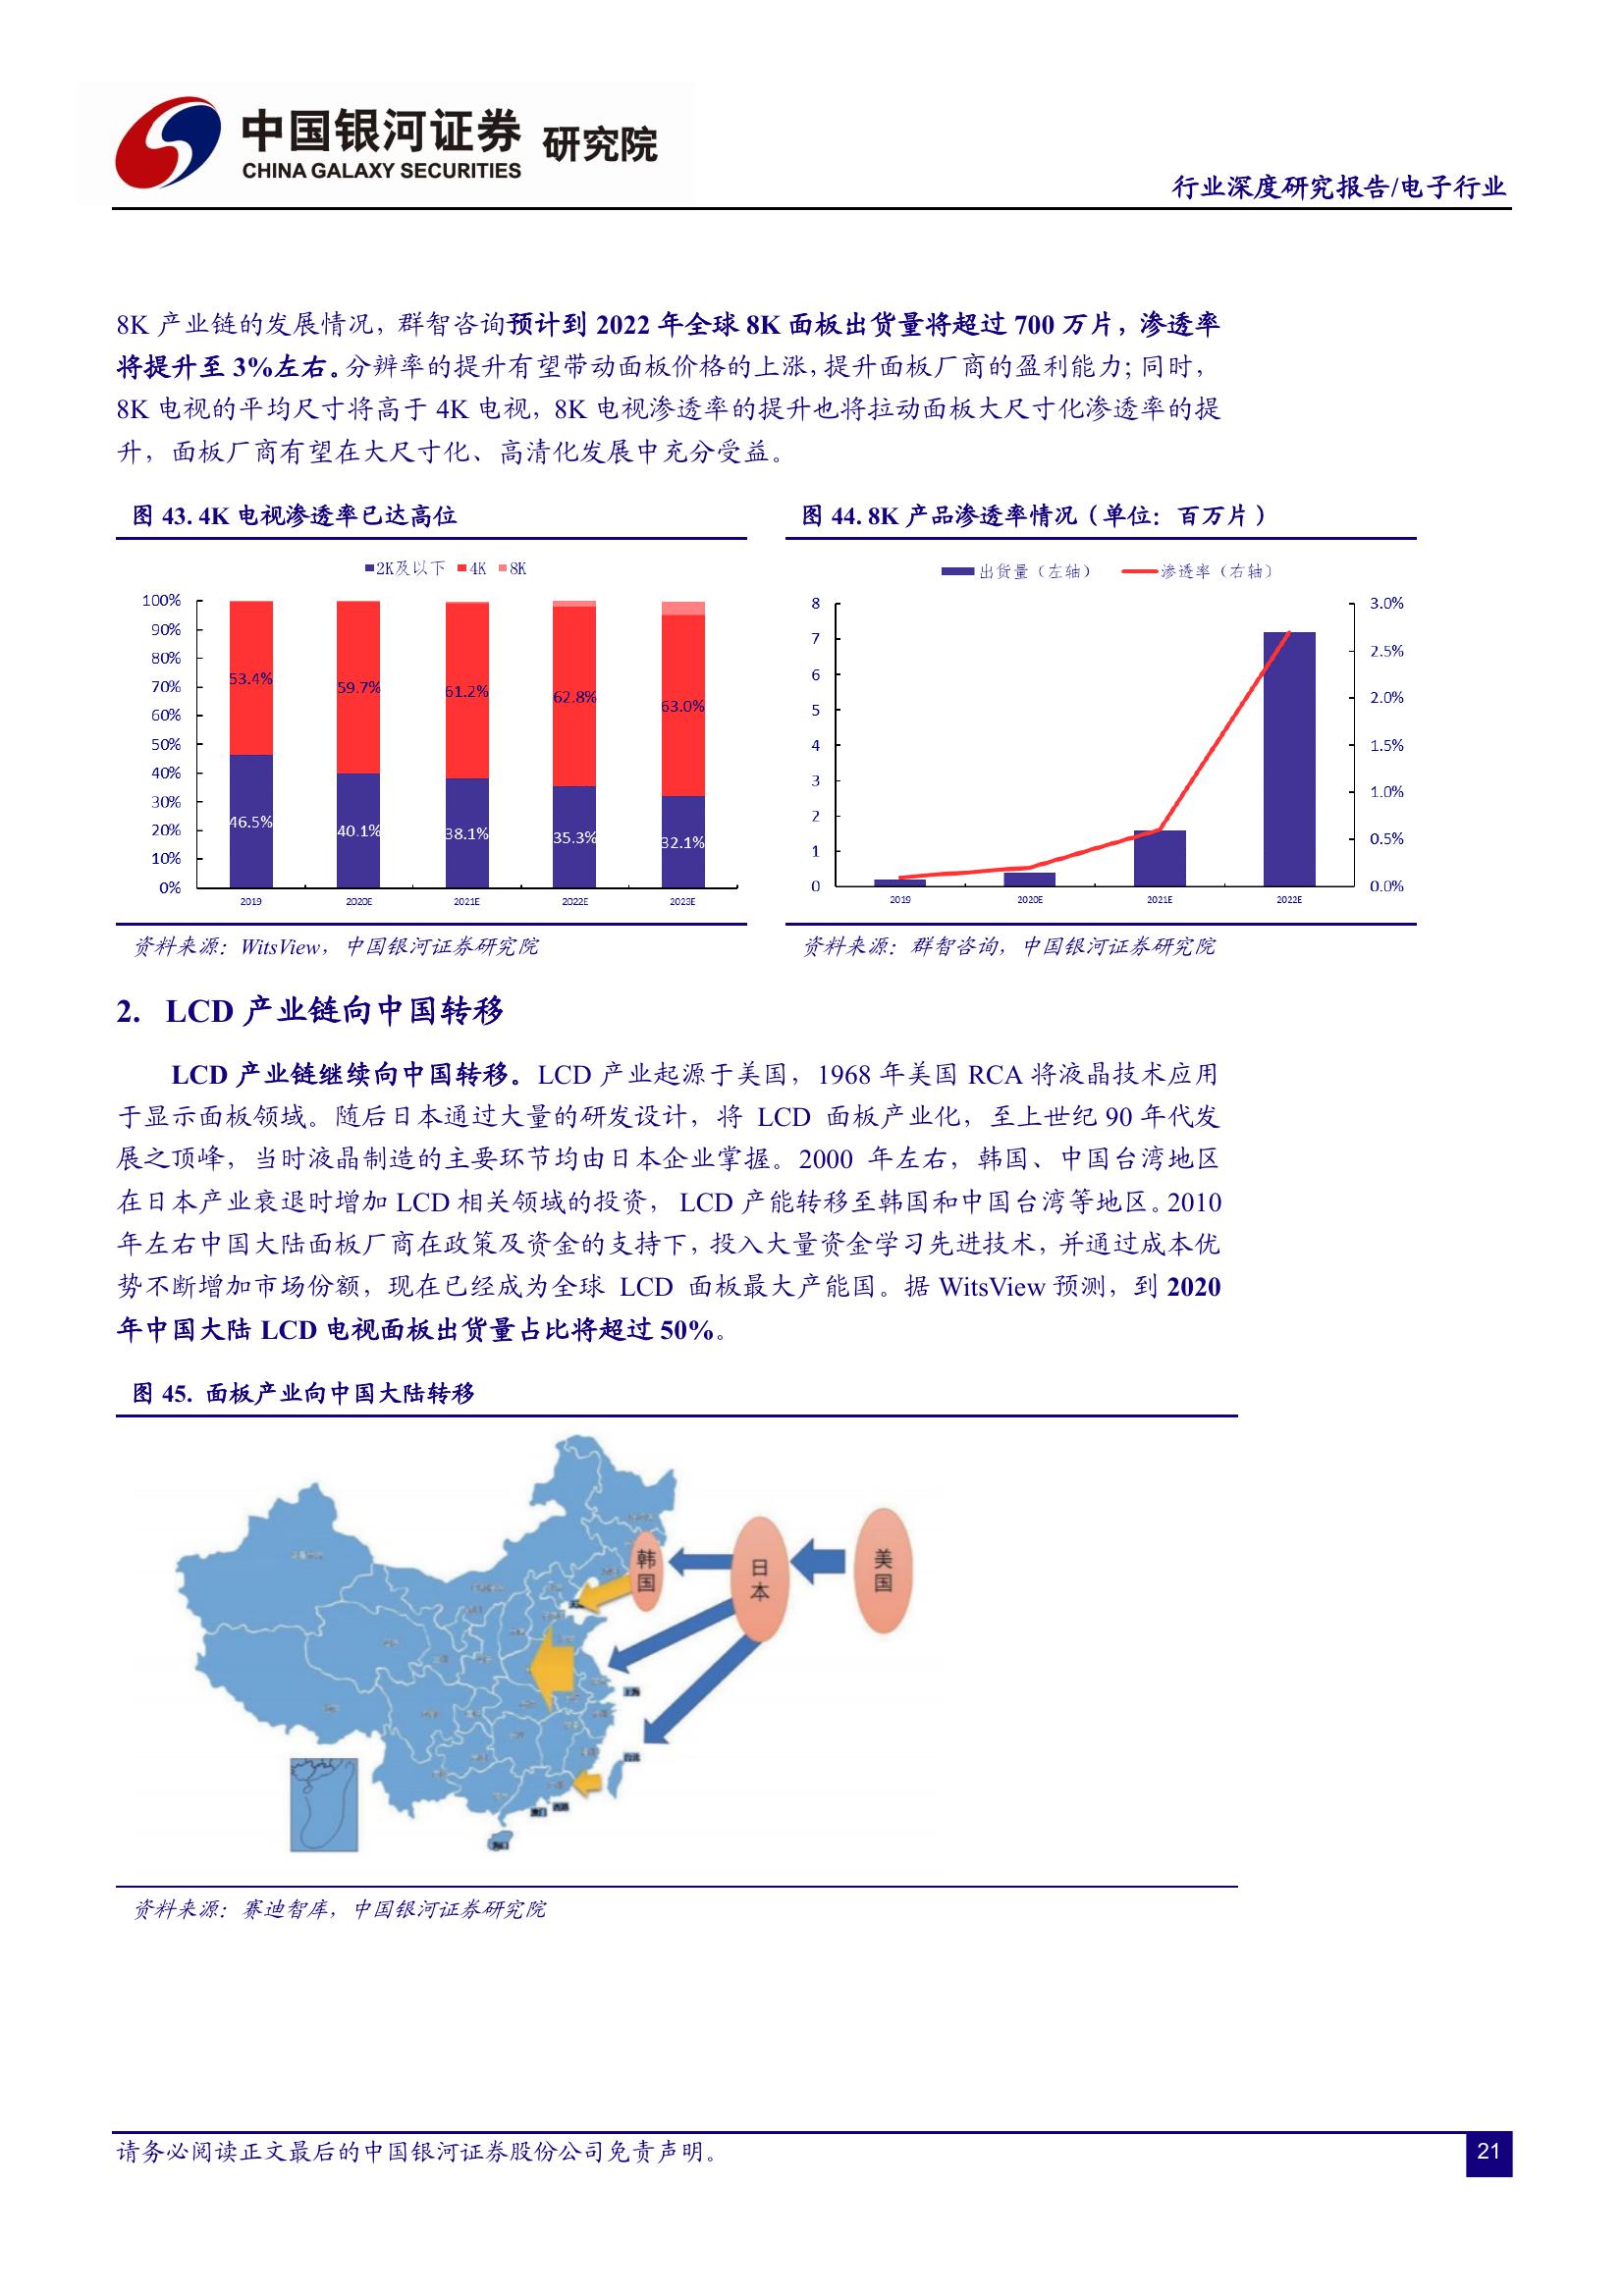 中国银河证券 研究院
CHINA GALAXY SECURITIES
行业深度研究报告/电子行业
8K 产业链的发展情况，群智咨询预计到 2022 年全球 8K 面板出货量将超过 700 万片，渗透率
将提升至 3%左右。分辨率的提升有望带动面板价格的上涨，提升面板厂商的盈利能力；同时，
8K 电视的平均尺寸将高于 4K 电视，8K 电视渗透率的提升也将拉动面板大尺寸化渗透率的提
升，面板厂商有望在大尺寸化、高清化发展中充分受益。
图 43. 4K 电视渗透率已达高位
2K及以下 4K 8K
100%
90%
80%
70%
60%
50%
40%
30%
20%
10%
0%
53.4% 59.7% 61.2% 62.8% 63.0%
46.5% 40.1% 38.1% 35.3% 32.1%
2019 2020E 2021E 2022E 2023E
资料来源：WitsView，中国银河证券研究院
图 44. 8K 产品渗透率情况（单位：百万片）
出货量（左轴） 渗透率（右轴）
8
7
6
5
4
3
2
1
0
3.0%
2.5%
2.0%
1.5%
1.0%
0.5%
0.0%
2019 2020E 2021E 2022E
资料来源：群智咨询，中国银河证券研究院
2. LCD 产业链向中国转移
LCD 产业链继续向中国转移。LCD 产业起源于美国，1968 年美国 RCA 将液晶技术应用
于显示面板领域。随后日本通过大量的研发设计，将 LCD 面板产业化，至上世纪 90 年代发
展之顶峰，当时液晶制造的主要环节均由日本企业掌握。2000 年左右，韩国、中国台湾地区
在日本产业衰退时增加 LCD 相关领域的投资， LCD 产能转移至韩国和中国台湾等地区。2010
年左右中国大陆面板厂商在政策及资金的支持下，投入大量资金学习先进技术，并通过成本优
势不断增加市场份额，现在已经成为全球 LCD 面板最大产能国。据 WitsView 预测，到 2020
年中国大陆 LCD 电视面板出货量占比将超过 50%。
图 45. 面板产业向中国大陆转移
韩国
日本
美国
上海
台湾
澳门
资料来源：赛迪智库，中国银河证券研究院
请务必阅读正文最后的中国银河证券股份公司免责声明。
21